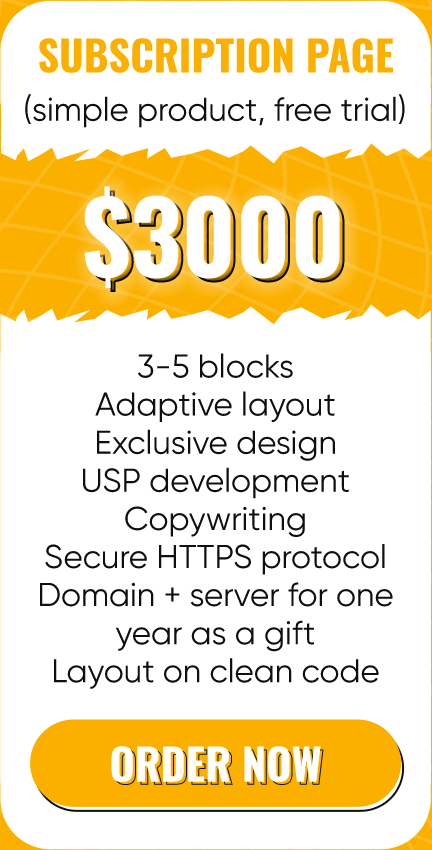 SUBSCRIPTION PAGE
(simple product, free trial)
$3000
3-5 blocks
Adaptive layout
Exclusive design
USP development
Copywriting
Secure HTTPS protocol
Domain + server for one
year as a gift
Layout on clean code
ORDER NOW